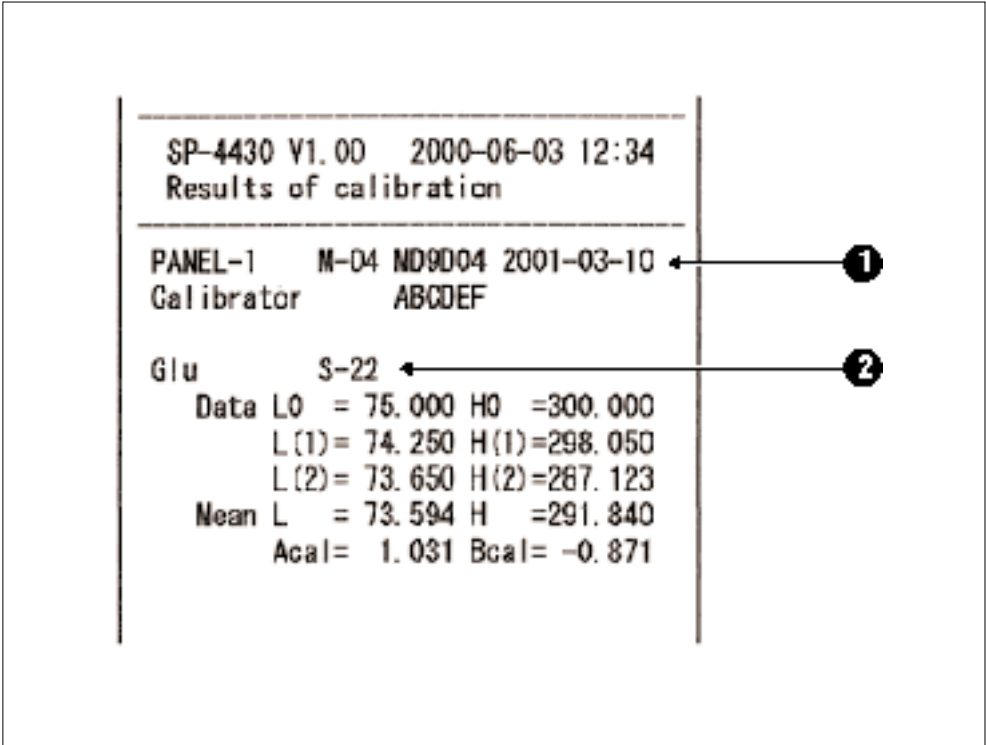 SP-4430 V1.00 2000-06-03 12:34
Results of calibration
PANEL-1 M-04 ND9D04 2001-03-10 1
Calibrator ABCDEF
Glu S-22 2
Data L0 = 75.000 H0 =300.000
L(1)= 74.250 H(1)=298.050
L(2)= 73.650 H(2)=287.123
Mean L = 73.594 H =291.840
Acal= 1.031 Bcal= -0.871